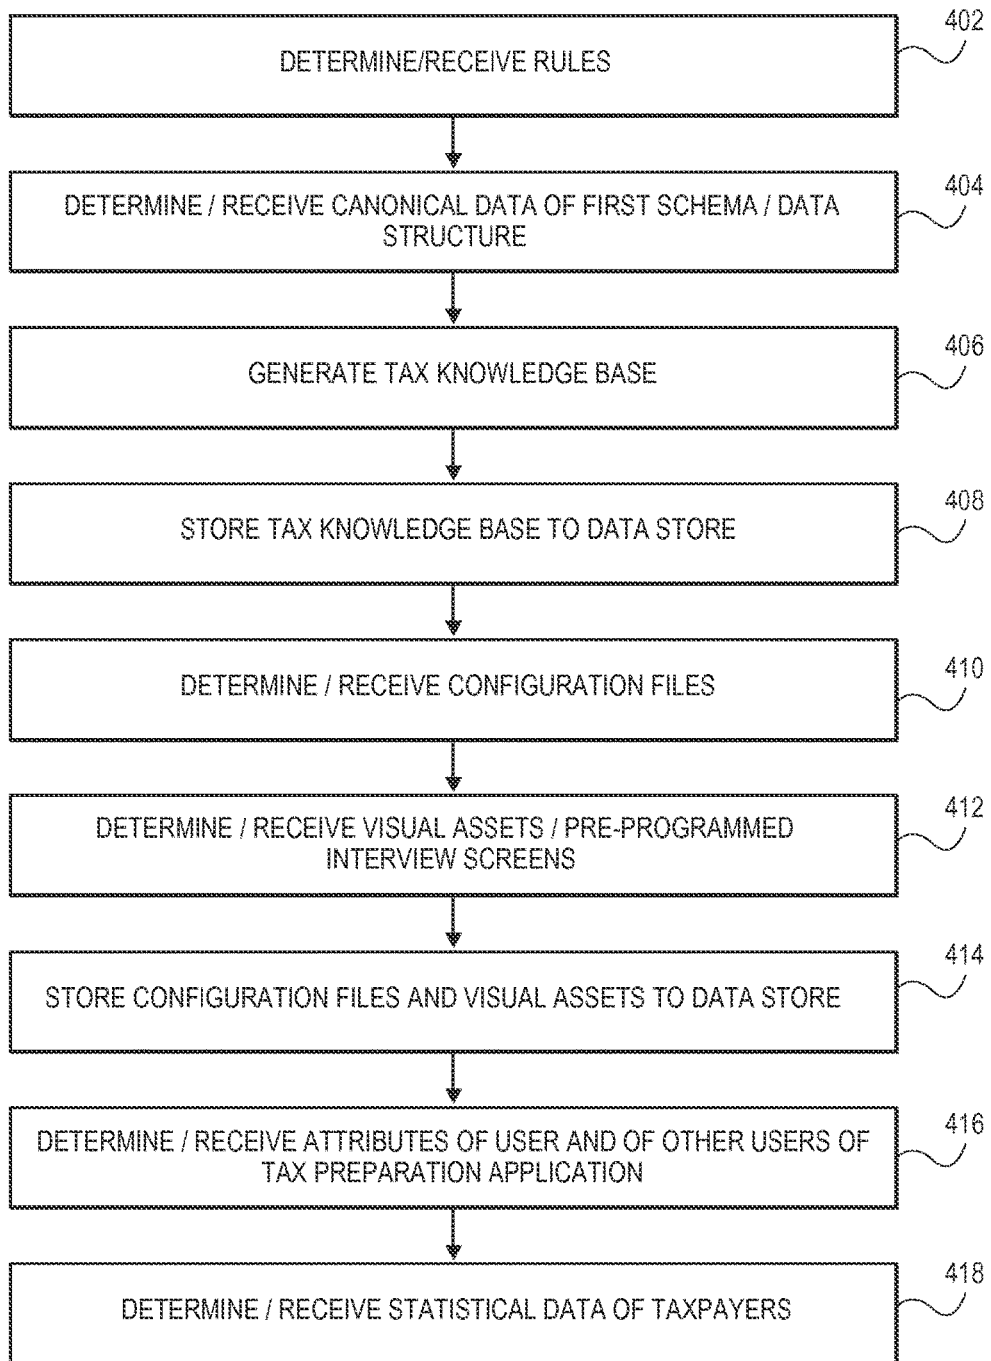 402
DETERMINE/RECEIVE RULES
404
DETERMINE / RECEIVE CANONICAL DATA OF FIRST SCHEMA / DATA
STRUCTURE
406
GENERATE TAX KNOWLEDGE BASE
408
STORE TAX KNOWLEDGE BASE TO DATA STORE
410
DETERMINE / RECEIVE CONFIGURATION FILES
412
DETERMINE / RECEIVE VISUAL ASSETS / PRE-PROGRAMMED
INTERVIEW SCREENS
414
STORE CONFIGURATION FILES AND VISUAL ASSETS TO DATA STORE
416
DETERMINE / RECEIVE ATTRIBUTES OF USER AND OF OTHER USERS OF
TAX PREPARATION APPLICATION
418
DETERMINE / RECEIVE STATISTICAL DATA OF TAXPAYERS